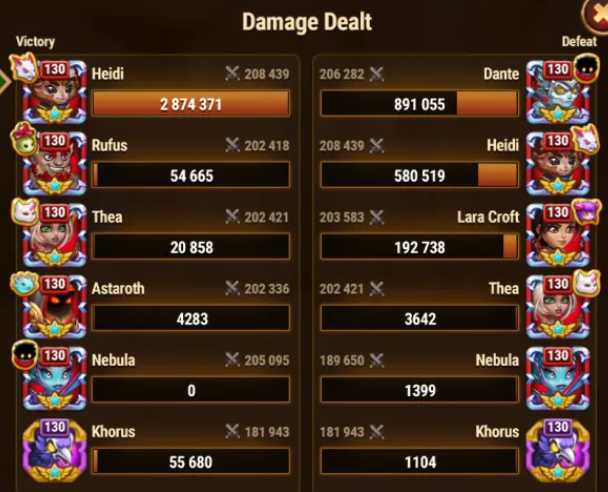 Damage Dealt
Victory
Defeat
130 Heidi 208 439
2 874 371
130 Rufus 202 418
54 665
130 Thea 202 421
20 858
130 Astaroth 202 336
4283
130 Nebula 205 095
0
130 Khorus 181 943
55 680
206 282 Dante 130
891 055
208 439 Heidi 130
580 519
203 583 Lara Croft 130
192 738
202 421 Thea 130
3642
189 650 Nebula 130
1399
181 943 Khorus 130
1104